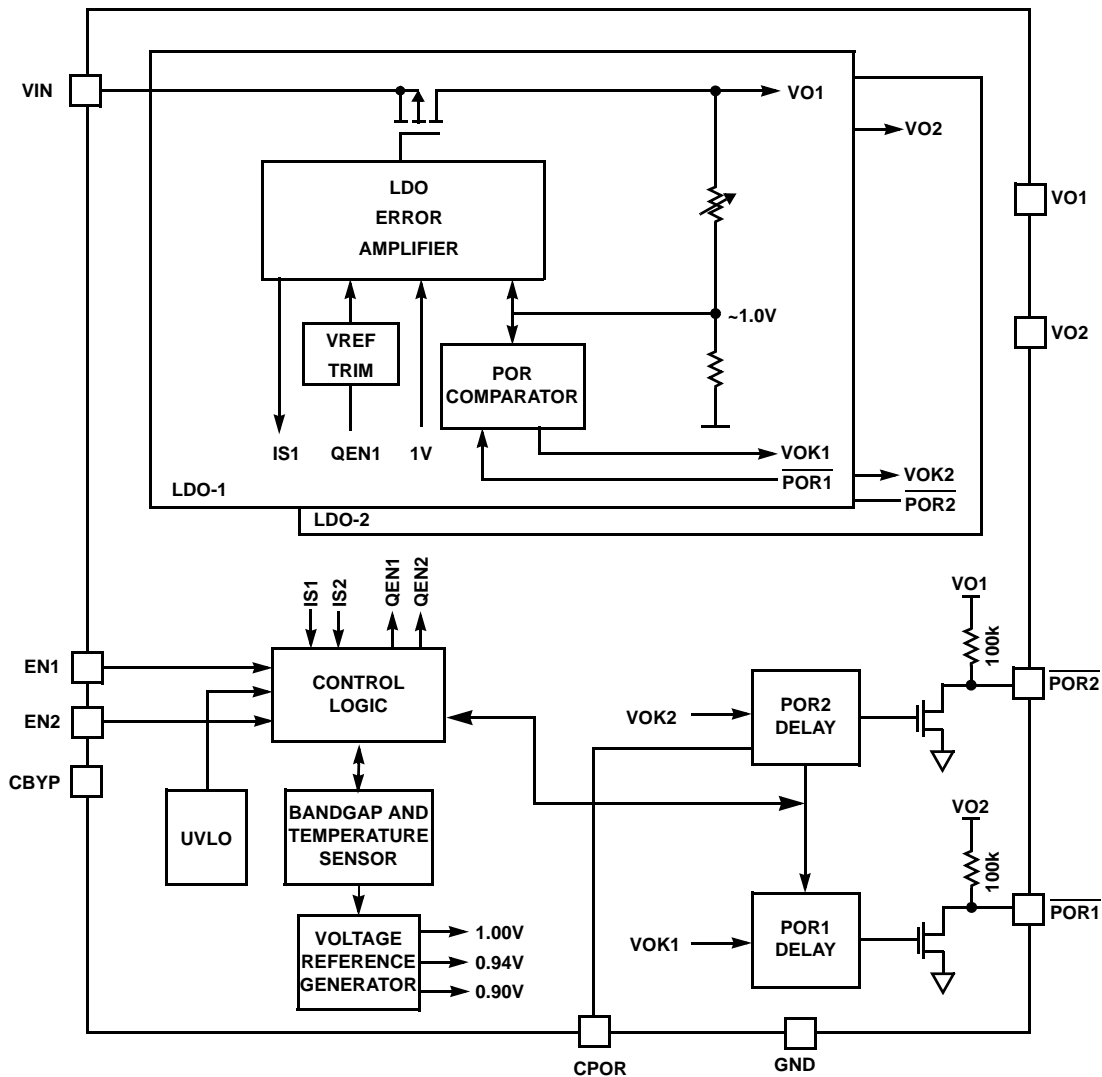 VIN
VO1
VO2
LDO
ERROR
AMPLIFIER
VO1
VREF
TRIM
~1.0V
VO2
POR
COMPARATOR
IS1
QEN1
1V
VOK1
POR1
VOK2
POR2
LDO-1
LDO-2
IS1
IS2
QEN1
QEN2
VO1
100k
EN1
CONTROL
LOGIC
POR2
EN2
VOK2
POR2
DELAY
CBYP
UVLO
BANDGAP AND
TEMPERATURE
SENSOR
VO2
100k
POR1
VOLTAGE
REFERENCE
GENERATOR
1.00V
0.94V
0.90V
VOK1
POR1
DELAY
CPOR
GND